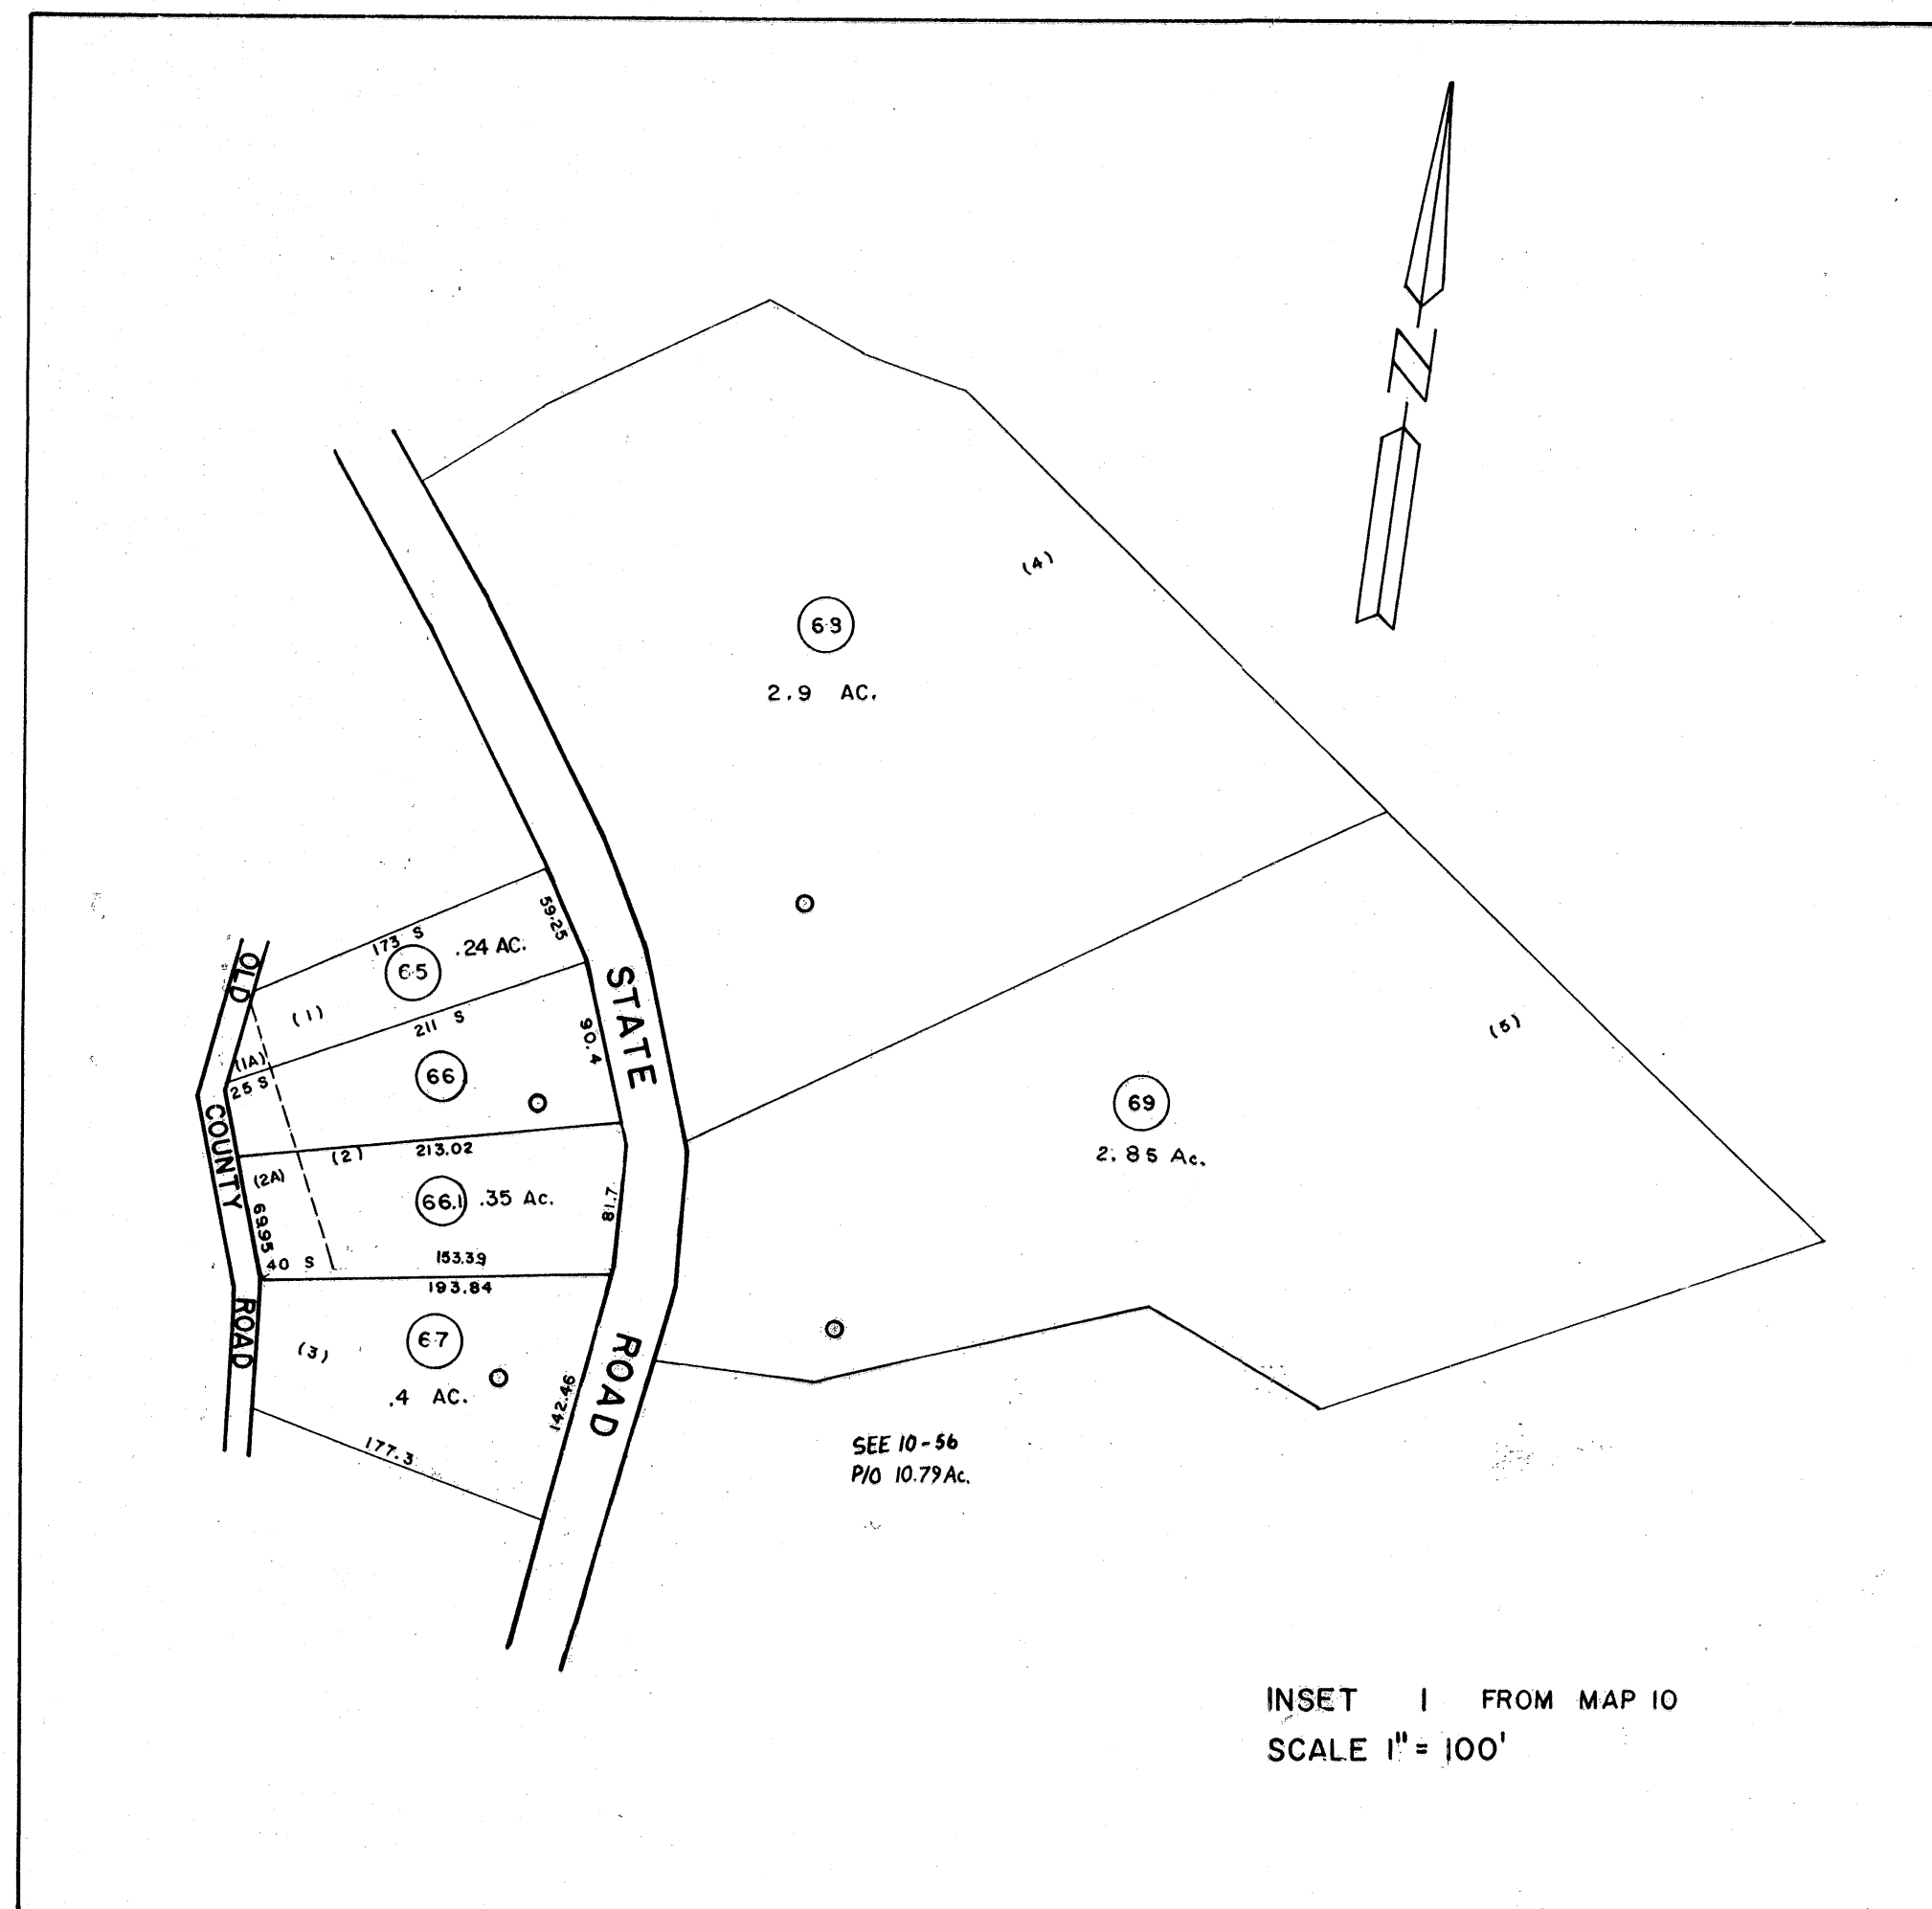 N
(4)
68
2.9 AC.
59.25
173 S
.24 AC.
65
OLD
STATE
(1)
211 S
90.4
(5)
(1A)
25 S
66
69
COUNTY
2.85 Ac.
(2)
213.02
(2A)
66.1 .35 Ac.
81.7
69.95
40 S
153.39
193.84
ROAD
67
(3)
ROAD
.4 AC.
142.46
177.3
SEE 10-56
P/O 10.79 Ac.
INSET 1 FROM MAP 10
SCALE 1" = 100'